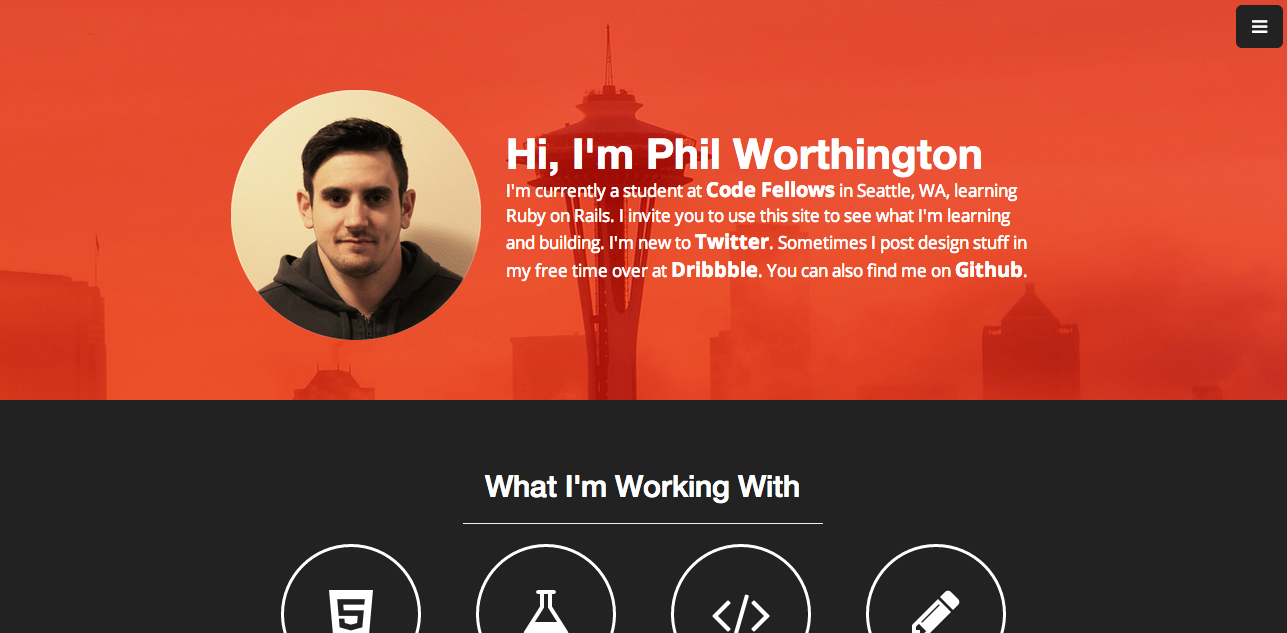 Hi, I'm Phil Worthington
I'm currently a student at Code Fellows in Seattle, WA, learning
Ruby on Rails. I invite you to use this site to see what I'm learning
and building. I'm new to Twitter. Sometimes I post design stuff in
my free time over at Dribbble. You can also find me on Github.
What I'm Working With